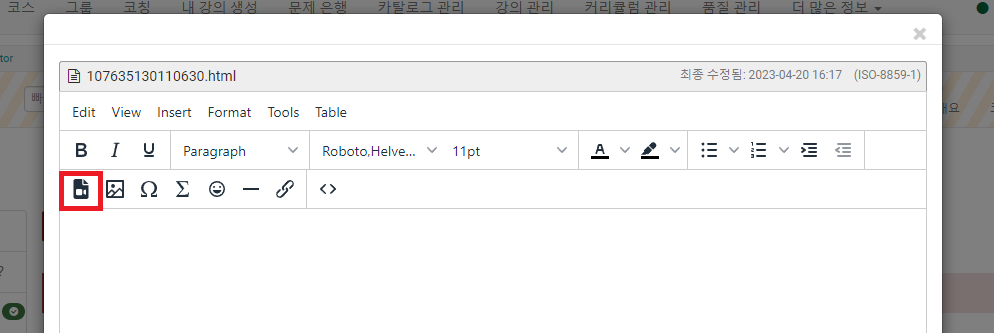 코스 그룹 코칭 내 강의 생성 문제 은행 카탈로그 관리 강의 관리 커리큘럼 관리 품질 관리 더 많은 정보
×
tor
107635130110630.html 최종 수정됨: 2023-04-20 16:17 (ISO-8859-1)
빠
개요
Edit View Insert Format Tools Table
B I U Paragraph Roboto,Helve... 11pt A
Ω Σ <>
?